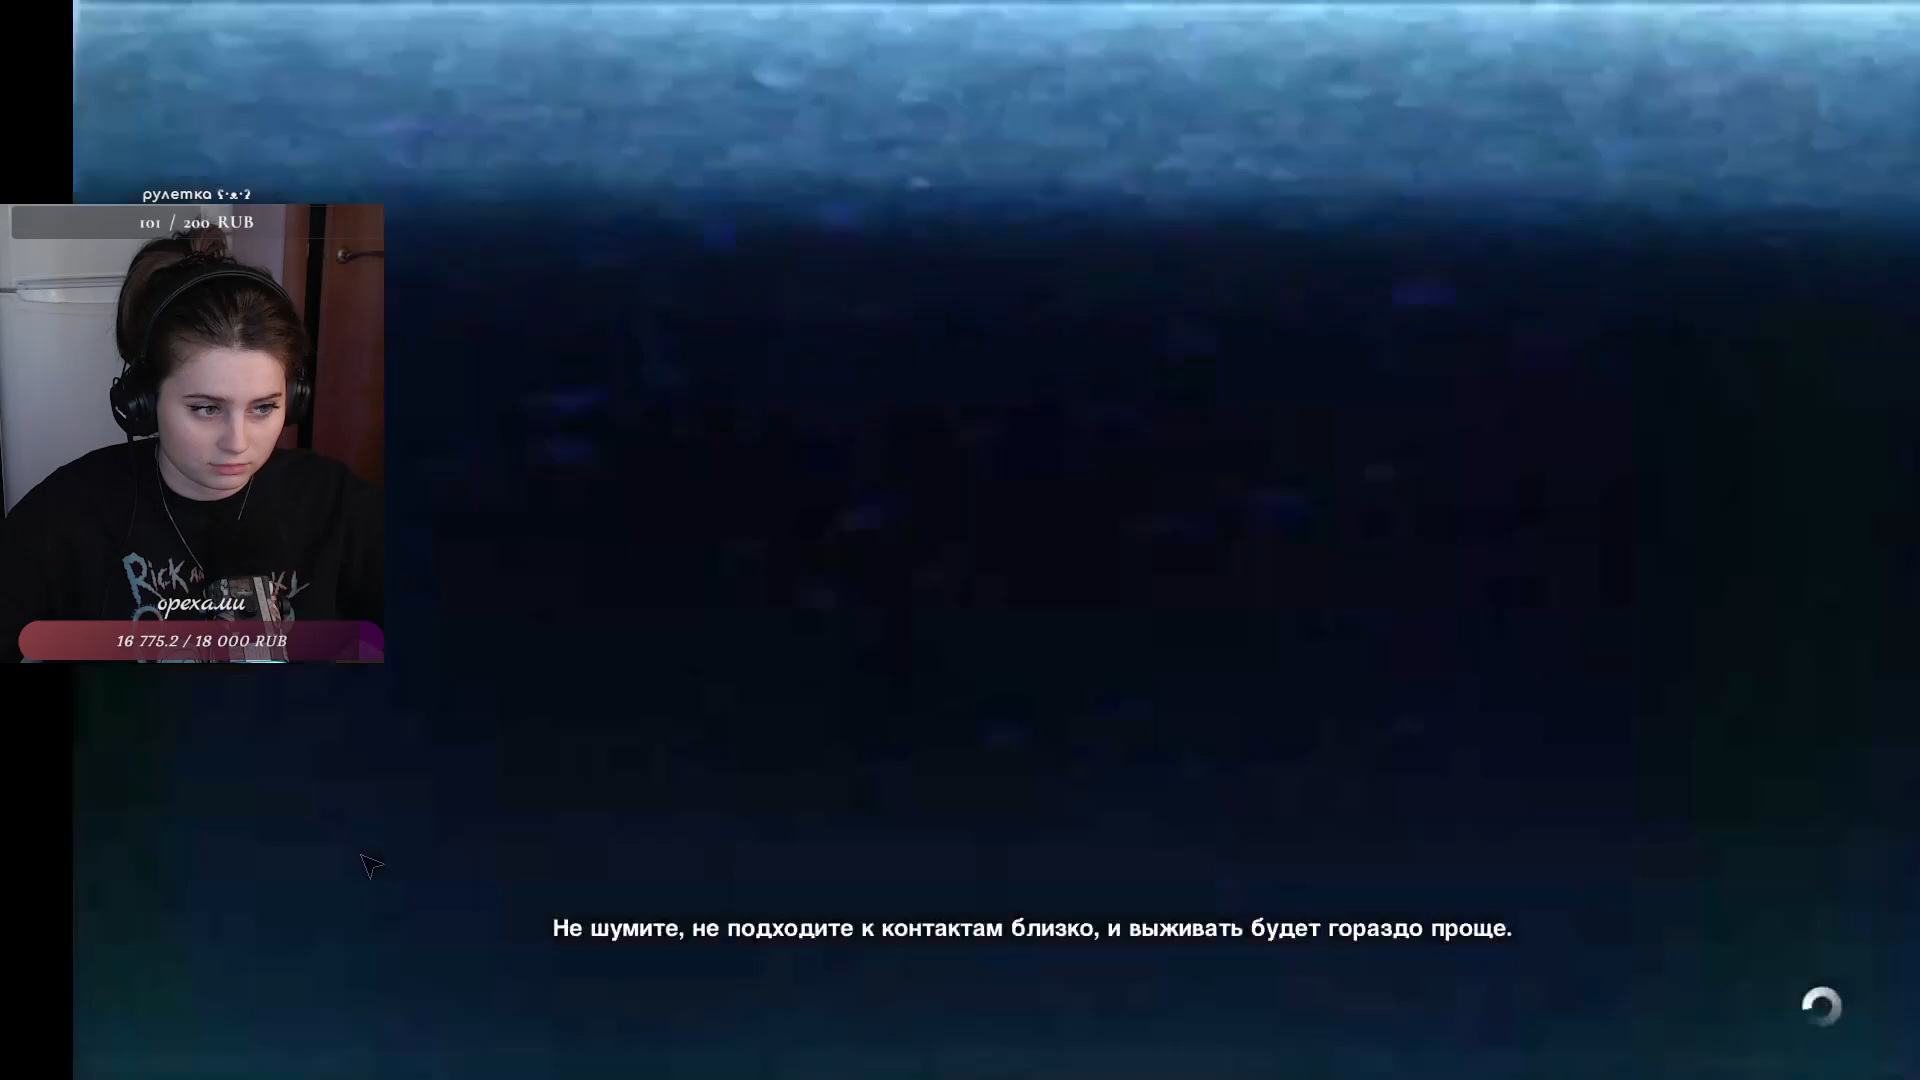 рулетка ʕ·ᴥ·ʔ
101 / 200 RUB
Rick
орехами
16 775.2 / 18 000 RUB
Не шумите, не подходите к контактам близко, и выживать будет гораздо проще.